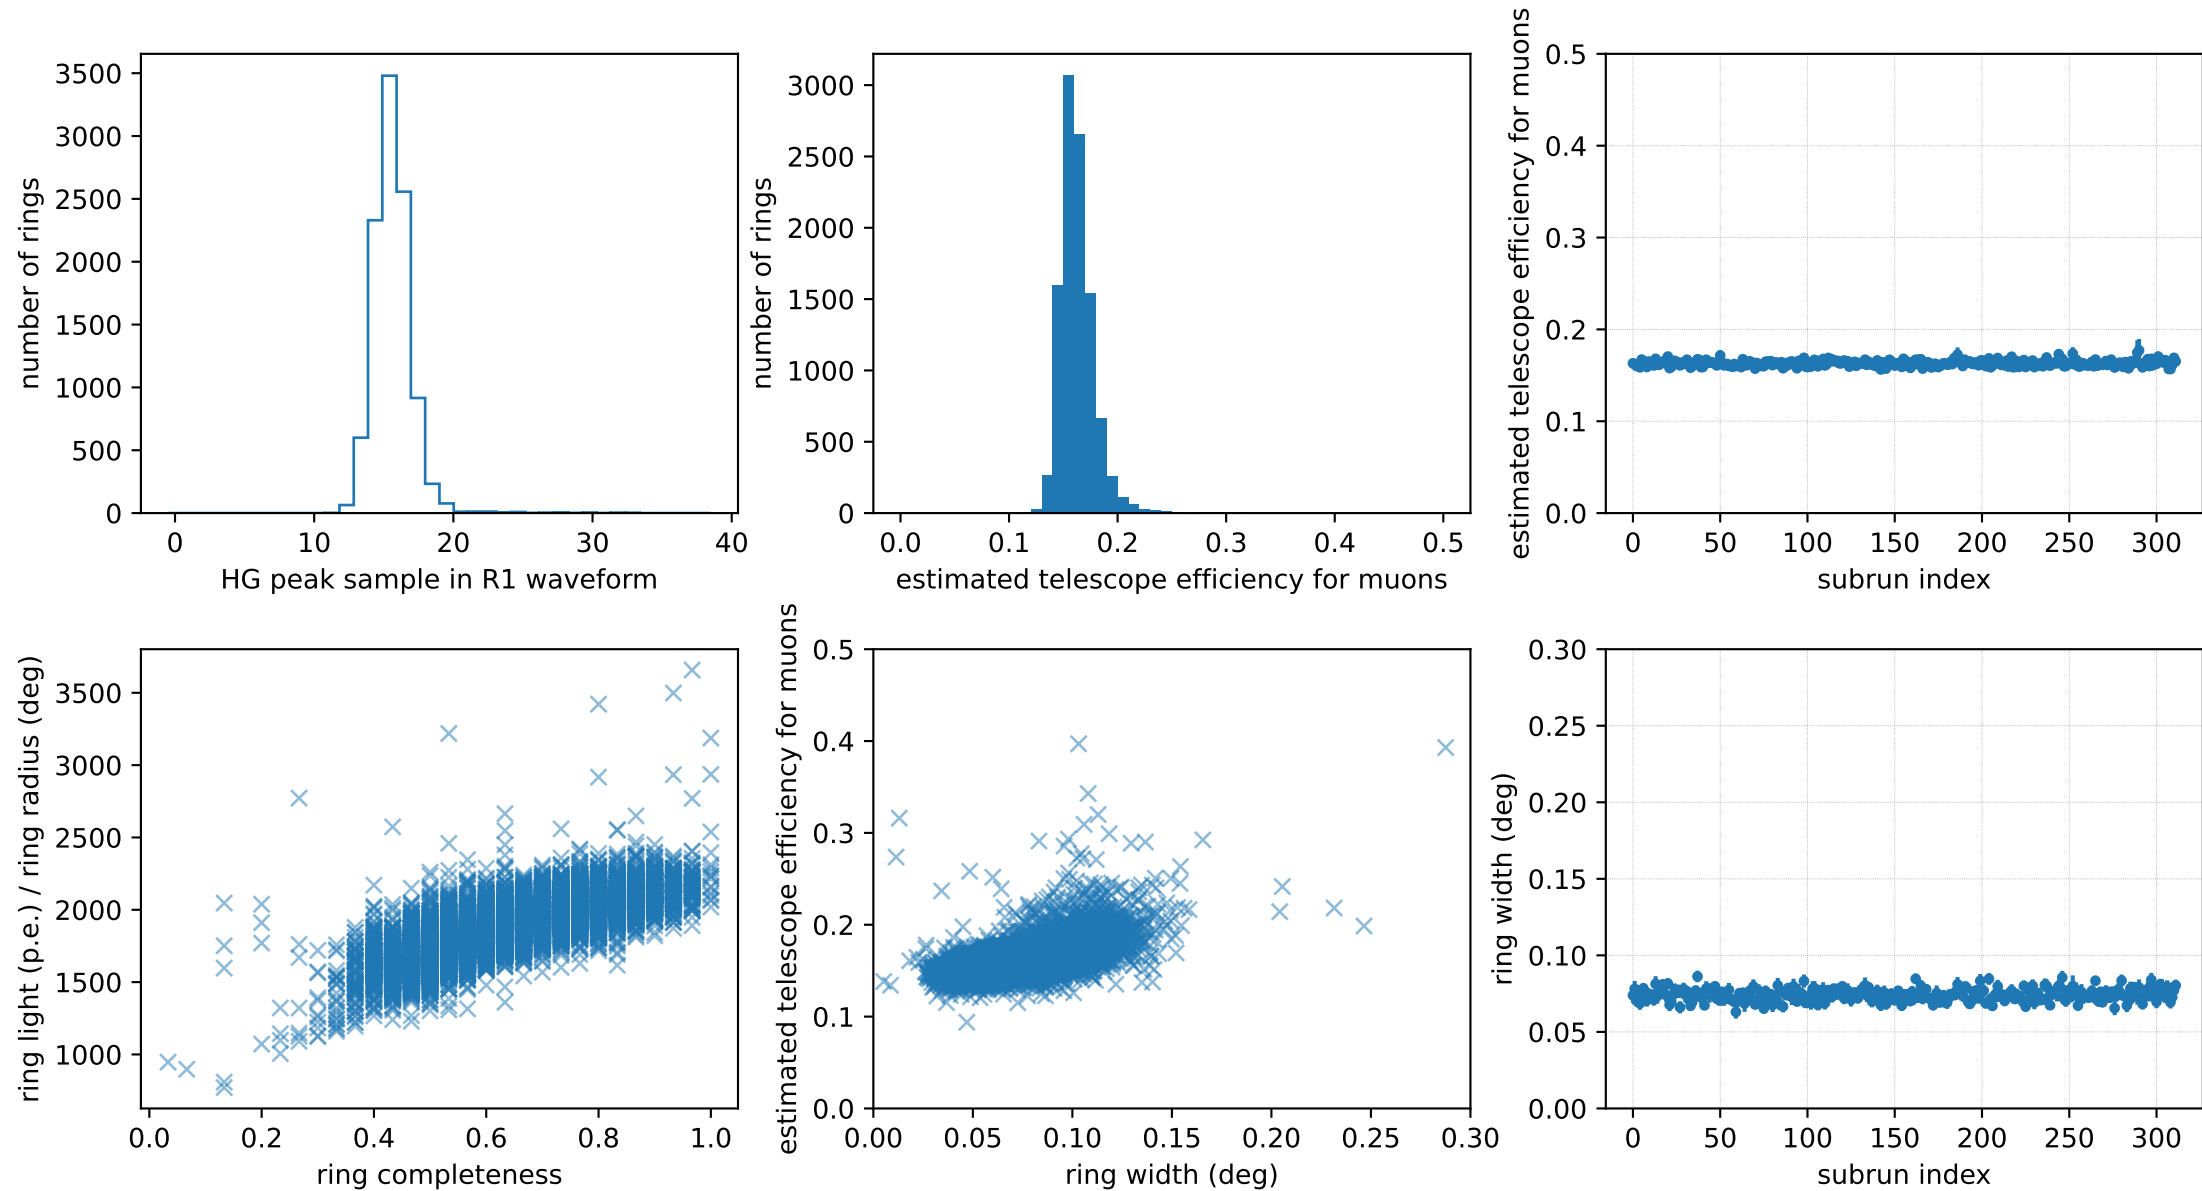 number of rings
3500
3000
2500
2000
1500
1000
500
0
0 10 20 30 40
HG peak sample in R1 waveform
number of rings
3000
2500
2000
1500
1000
500
0
0.0 0.1 0.2 0.3 0.4 0.5
estimated telescope efficiency for muons
estimated telescope efficiency for muons
0.5
0.4
0.3
0.2
0.1
0.0
0 50 100 150 200 250 300
subrun index
ring light (p.e.) / ring radius (deg)
3500
3000
2500
2000
1500
1000
0.0 0.2 0.4 0.6 0.8 1.0
ring completeness
estimated telescope efficiency for muons
0.5
0.4
0.3
0.2
0.1
0.0
0.00 0.05 0.10 0.15 0.20 0.25 0.30
ring width (deg)
ring width (deg)
0.30
0.25
0.20
0.15
0.10
0.05
0.00
0 50 100 150 200 250 300
subrun index